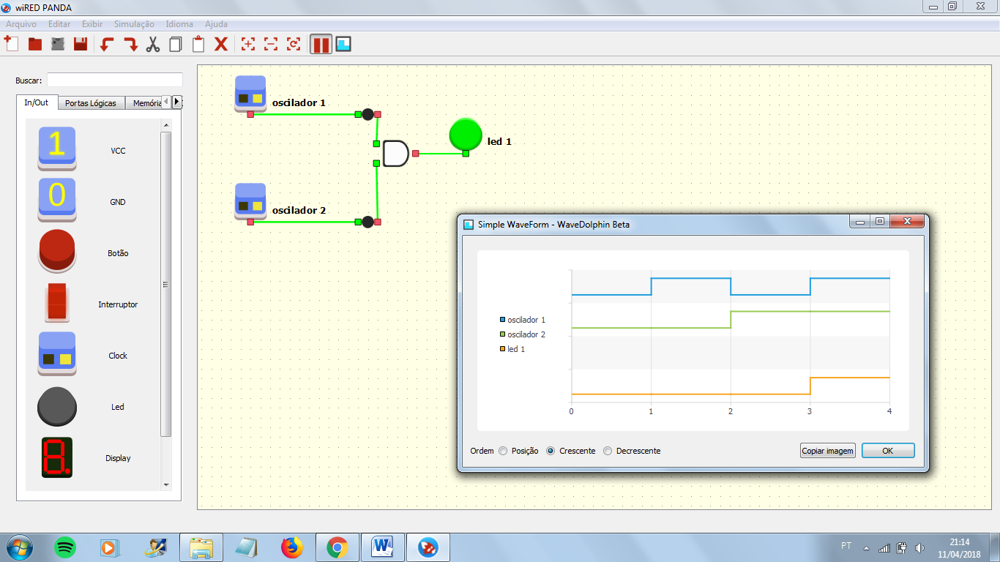 wiRED PANDA
Arquivo Editar Exibir Simulação Idioma Ajuda
Buscar:
In/Out Portas Lógicas Memória
1 VCC
0 GND
Botão
Interruptor
Clock
Led
Display
oscilador 1
led 1
oscilador 2
Simple WaveForm - WaveDolphin Beta
oscilador 1
oscilador 2
led 1
0 1 2 3 4
Ordem Posição Crescente Decrescente Copiar imagem OK
PT
21:14
11/04/2018